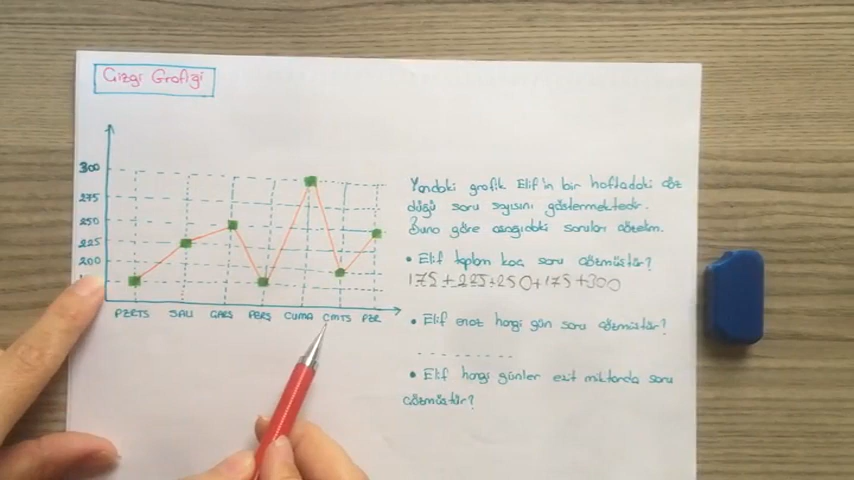 Çizgi Grafiği
300
275
250
225
200
PZRTS SALI ÇARŞ PERŞ CUMA CMTS PZR
Yandaki grafik Elif'in bir haftadaki çöz
düğü soru sayısını göstermektedir.
Buna göre aşağıdaki soruları çözelim.
• Elif toplam kaç soru çözmüştür?
175+225+250+175+300
• Elif enaz hangi gün soru çözmüştür?
• Elif hangi günler eşit miktarda soru
çözmüştür?